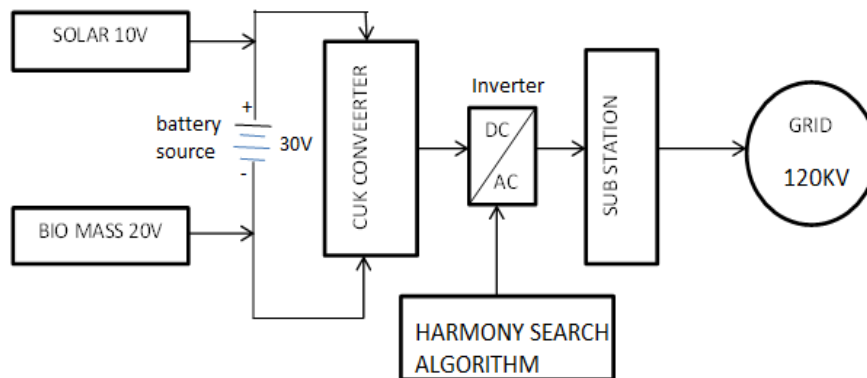 SOLAR 10V
+
battery
source
30V
-
BIO MASS 20V
CUK CONVEERTER
Inverter
DC
AC
SUB STATION
GRID
120KV
HARMONY SEARCH
ALGORITHM